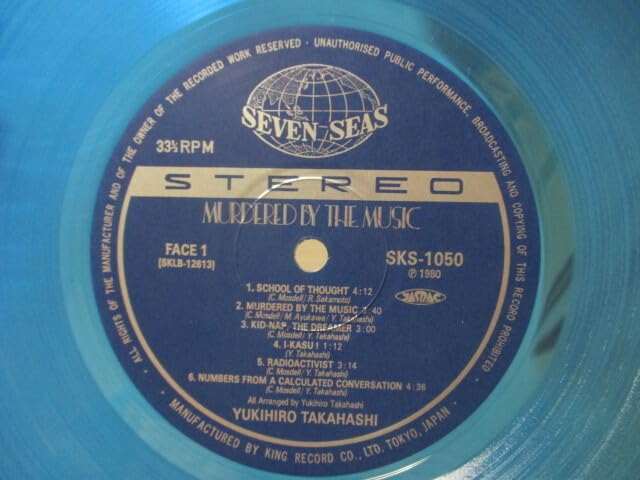 ALL RIGHTS OF THE MANUFACTURER AND OF THE OWNER OF THE RECORDED WORK RESERVED · UNAUTHORISED PUBLIC PERFORMANCE, BROADCASTING AND COPYING OF THIS RECORD PROHIBITED ·
SEVEN SEAS
33⅓RPM
STEREO
MURDERED BY THE MUSIC
FACE 1
(SKLB-12613)
SKS-1050
Ⓟ 1980
JASRAC
1. SCHOOL OF THOUGHT 4:12
(C. Mosdell/ R. Sakamoto)
2. MURDERED BY THE MUSIC 3:40
(C. Mosdell/ M. Ayukawa/ Y. Takahashi)
3. KID-NAP, THE DREAMER 3:00
(C. Mosdell/ Y. Takahashi)
4. I-KASU! 1:12
(Y. Takahashi)
5. RADIOACTIVIST 3:14
(C. Mosdell/ Y. Takahashi)
6. NUMBERS FROM A CALCULATED CONVERSATION 4:36
(C. Mosdell/ Y. Takahashi)
All Arranged by Yukihiro Takahashi
YUKIHIRO TAKAHASHI
MANUFACTURED BY KING RECORD CO., LTD. TOKYO, JAPAN